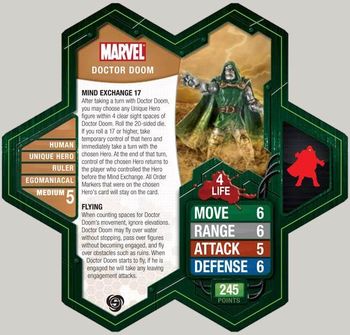 MARVEL
DOCTOR DOOM
MIND EXCHANGE 17
After taking a turn with Doctor Doom,
you may choose any Unique Hero
figure within 4 clear sight spaces of
Doctor Doom. Roll the 20-sided die.
If you roll a 17 or higher, take
temporary control of that hero and
immediately take a turn with the
chosen Hero. At the end of that turn,
control of the chosen Hero returns to
the player who controlled the Hero
before the Mind Exchange. All Order
Markers that were on the chosen
Hero's card will stay on the card.
FLYING
When counting spaces for Doctor
Doom's movement, ignore elevations.
Doctor Doom may fly over water
without stopping, pass over figures
without becoming engaged, and fly
over obstacles such as ruins. When
Doctor Doom starts to fly, if he is
engaged he will take any leaving
engagement attacks.
HUMAN
UNIQUE HERO
RULER
EGOMANIACAL
MEDIUM 5
4
LIFE
MOVE 6
RANGE 6
ATTACK 5
DEFENSE 6
245
POINTS